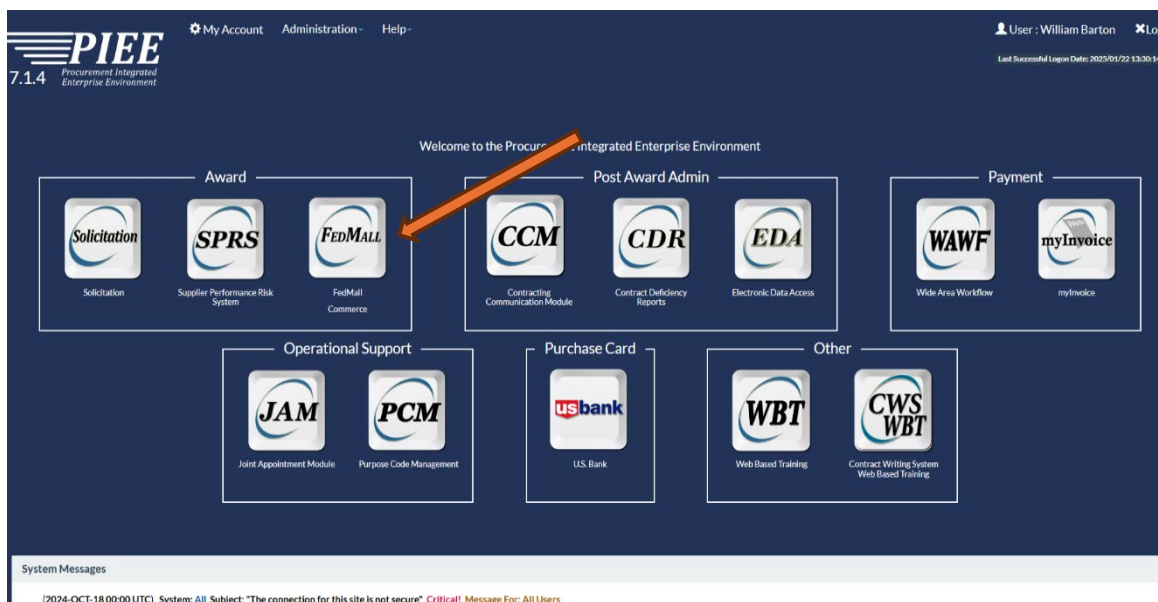 My Account Administration Help
User : William Barton
PIEE
7.1.4 Procurement Integrated
Enterprise Environment
Last Successful Logon Date: 2025/01/22 13:30:14
Welcome to the Integrated Enterprise Environment
Award
Solicitation
SPRS
FEDMALL
Solicitation
Supplier Performance Risk
System
FedMall
Commerce
Post Award Admin
CCM
CDR
EDA
Contracting
Communication Module
Contract Deficiency
Reports
Electronic Data Access
Payment
WAWF
myInvoice
Wide Area Workflow
myInvoice
Operational Support
JAM
PCM
Joint Appointment Module
Purpose Code Management
Purchase Card
usbank
U.S. Bank
Other
WBT
CWS
WBT
Web Based Training
Contract Writing System
Web Based Training
System Messages
(2024-OCT-18 00:00 UTC) System: All Subject: "The connection for this site is not secure" Critical! Message For: All Users